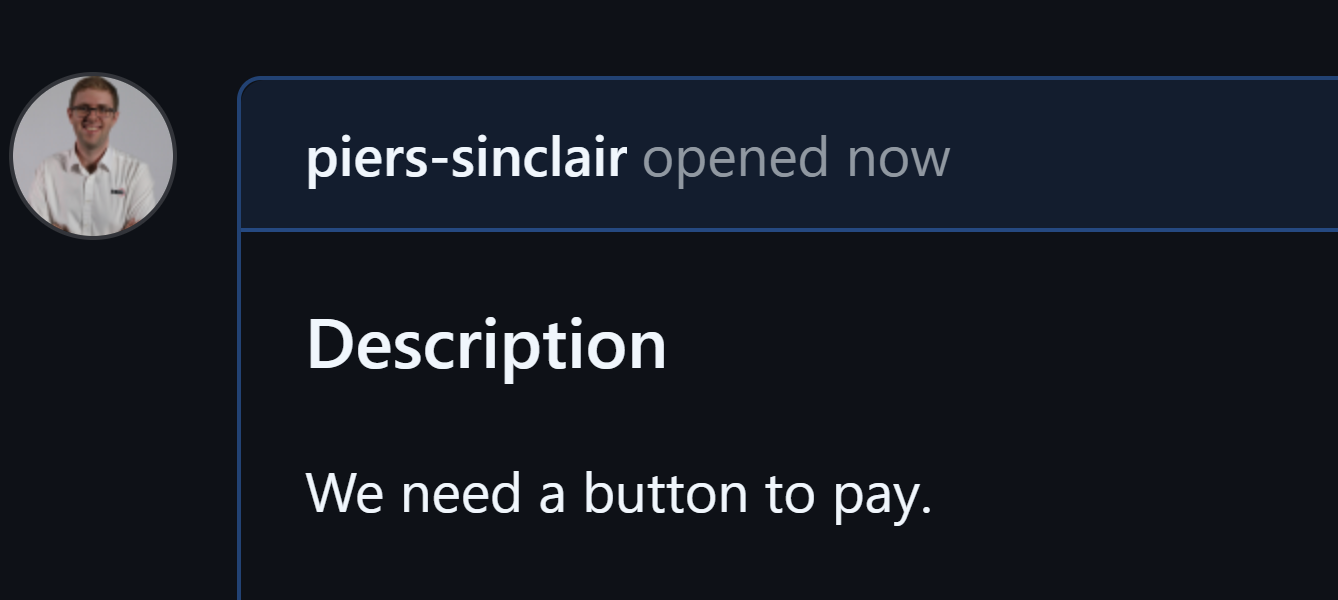 piers-sinclair opened now
Description
We need a button to pay.